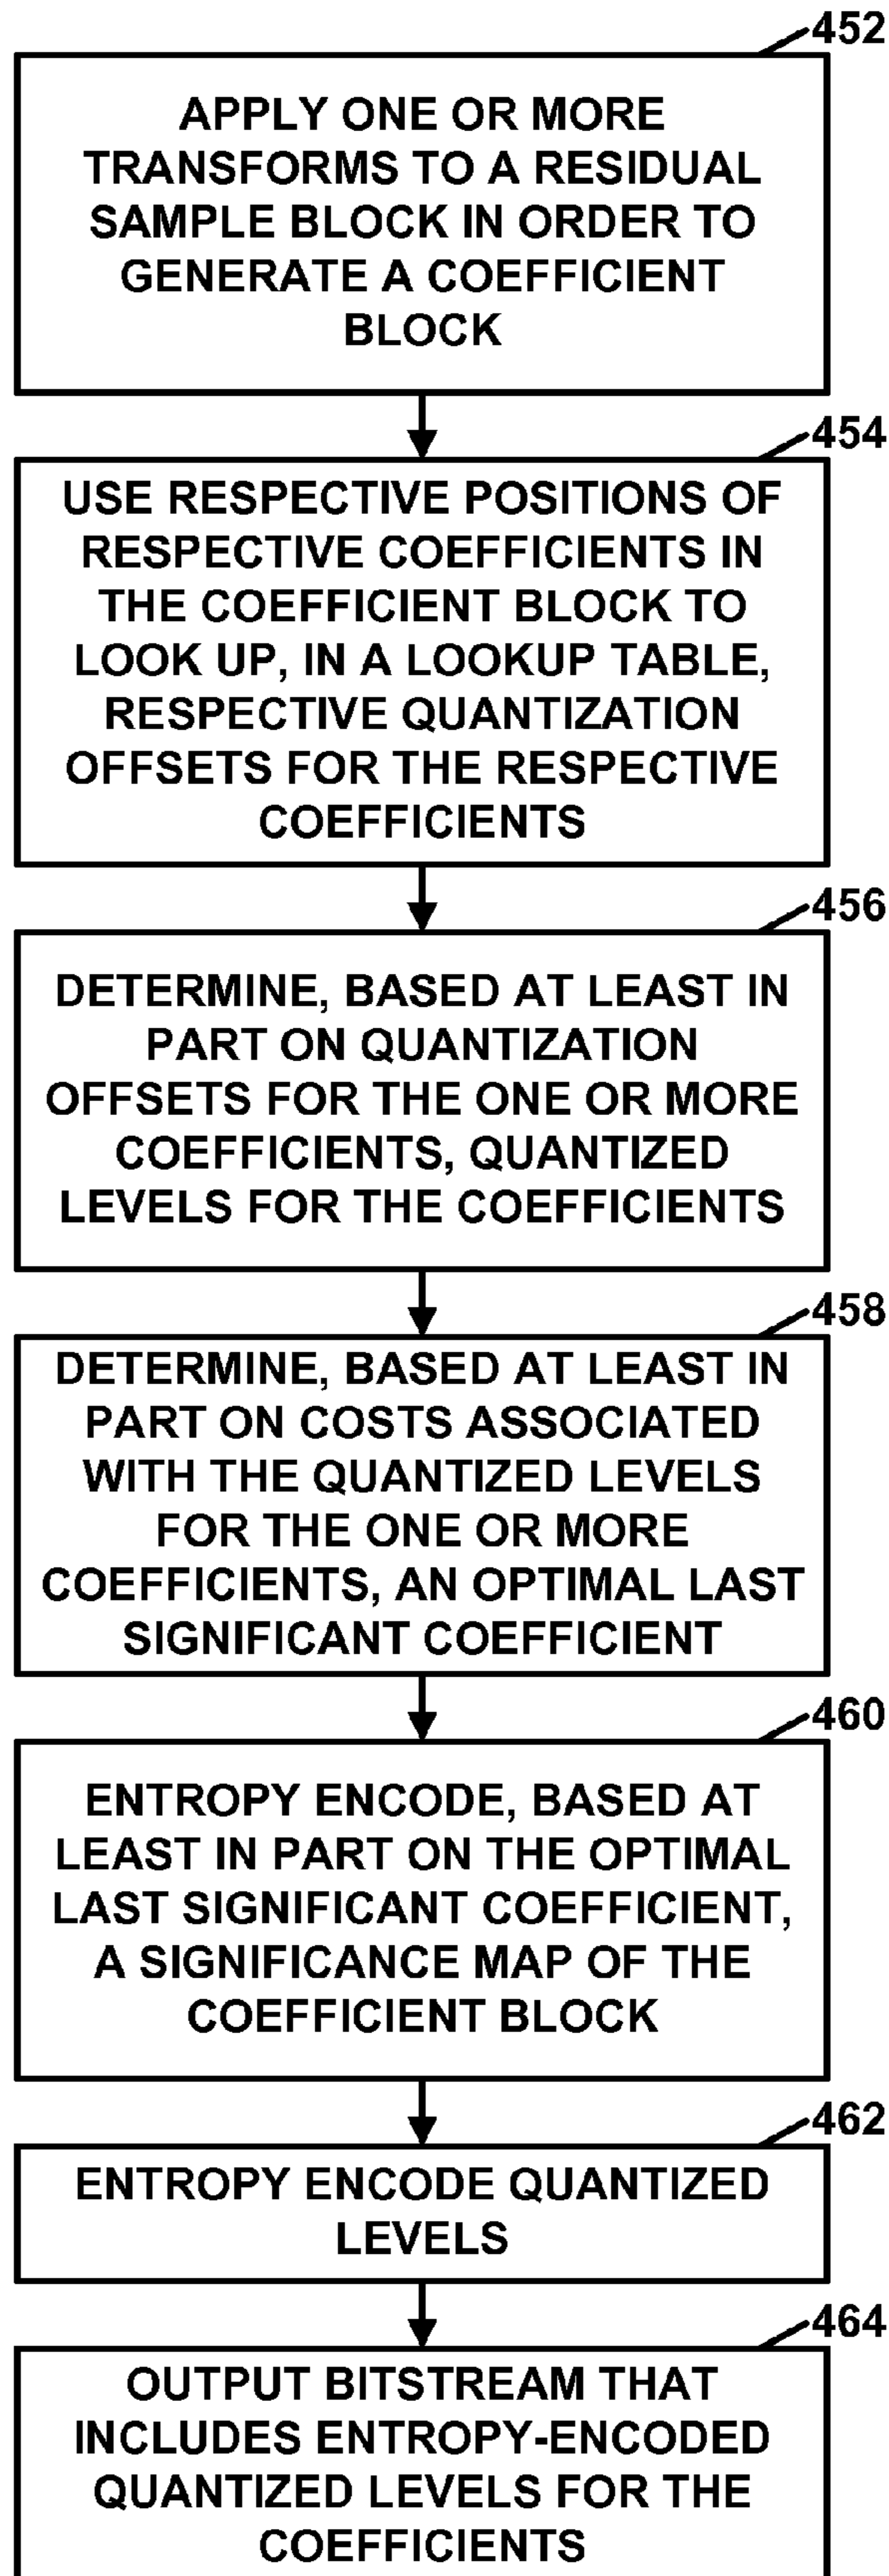 452
APPLY ONE OR MORE
TRANSFORMS TO A RESIDUAL
SAMPLE BLOCK IN ORDER TO
GENERATE A COEFFICIENT
BLOCK
454
USE RESPECTIVE POSITIONS OF
RESPECTIVE COEFFICIENTS IN
THE COEFFICIENT BLOCK TO
LOOK UP, IN A LOOKUP TABLE,
RESPECTIVE QUANTIZATION
OFFSETS FOR THE RESPECTIVE
COEFFICIENTS
456
DETERMINE, BASED AT LEAST IN
PART ON QUANTIZATION
OFFSETS FOR THE ONE OR MORE
COEFFICIENTS, QUANTIZED
LEVELS FOR THE COEFFICIENTS
458
DETERMINE, BASED AT LEAST IN
PART ON COSTS ASSOCIATED
WITH THE QUANTIZED LEVELS
FOR THE ONE OR MORE
COEFFICIENTS, AN OPTIMAL LAST
SIGNIFICANT COEFFICIENT
460
ENTROPY ENCODE, BASED AT
LEAST IN PART ON THE OPTIMAL
LAST SIGNIFICANT COEFFICIENT,
A SIGNIFICANCE MAP OF THE
COEFFICIENT BLOCK
462
ENTROPY ENCODE QUANTIZED
LEVELS
464
OUTPUT BITSTREAM THAT
INCLUDES ENTROPY-ENCODED
QUANTIZED LEVELS FOR THE
COEFFICIENTS